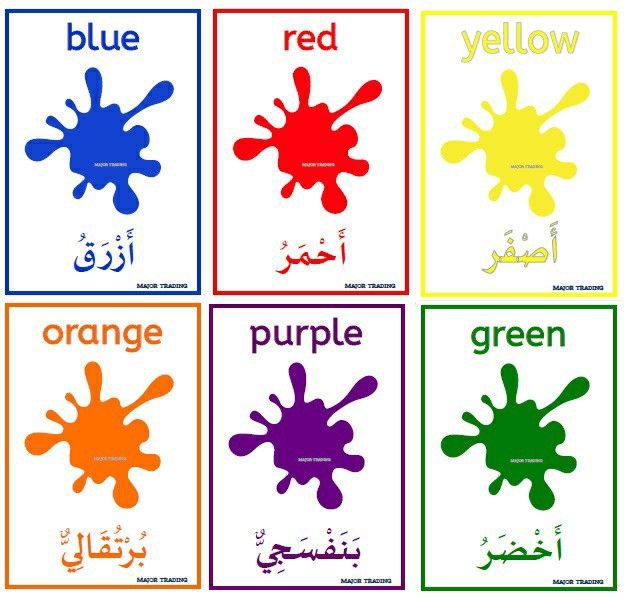 blue
MAJOR TRADING
أَزْرَقُ
MAJOR TRADING
red
MAJOR TRADING
أَحْمَرُ
MAJOR TRADING
yellow
MAJOR TRADING
أَصْفَر
MAJOR TRADING
orange
MAJOR TRADING
بُرْتُقَالِيٌّ
MAJOR TRADING
purple
MAJOR TRADING
بَنَفْسَجِيٌّ
MAJOR TRADING
green
MAJOR TRADING
أَخْضَرُ
MAJOR TRADING